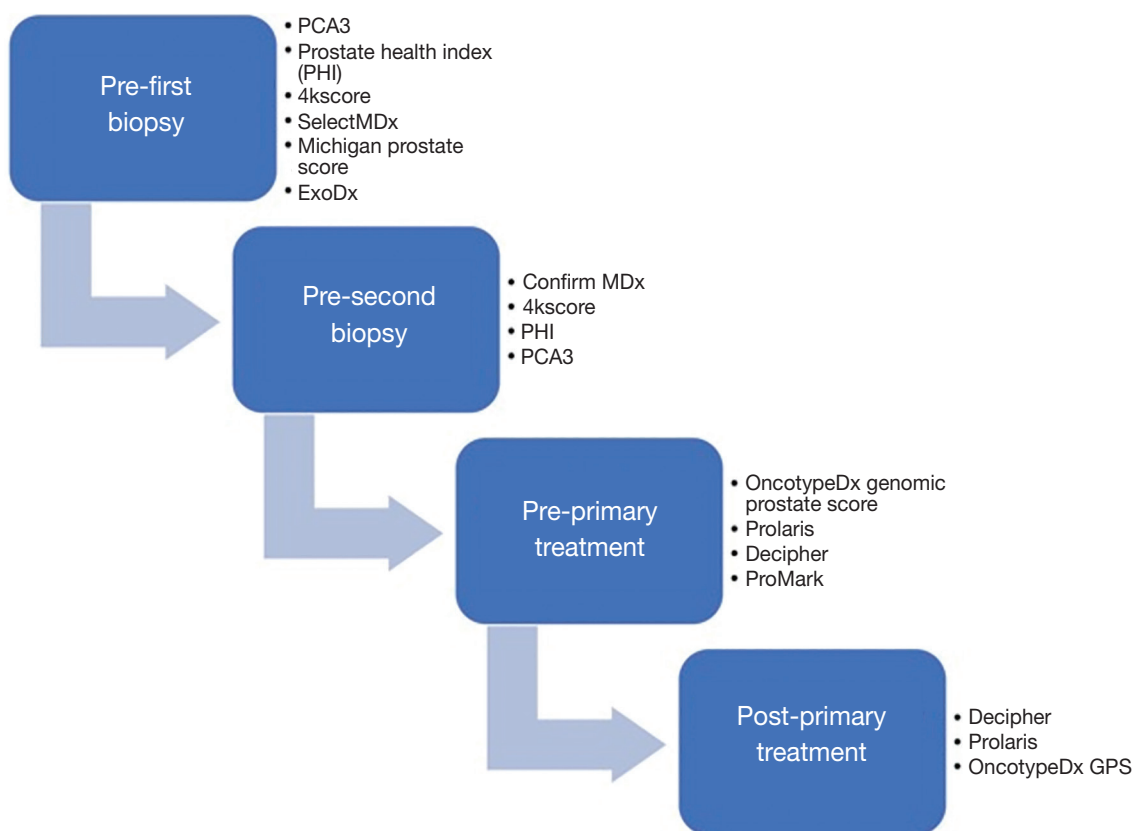 Pre-first
biopsy
• PCA3
• Prostate health index
(PHI)
• 4kscore
• SelectMDx
• Michigan prostate
score
• ExoDx
Pre-second
biopsy
• Confirm MDx
• 4kscore
• PHI
• PCA3
Pre-primary
treatment
• OncotypeDx genomic
prostate score
• Prolaris
• Decipher
• ProMark
Post-primary
treatment
• Decipher
• Prolaris
• OncotypeDx GPS